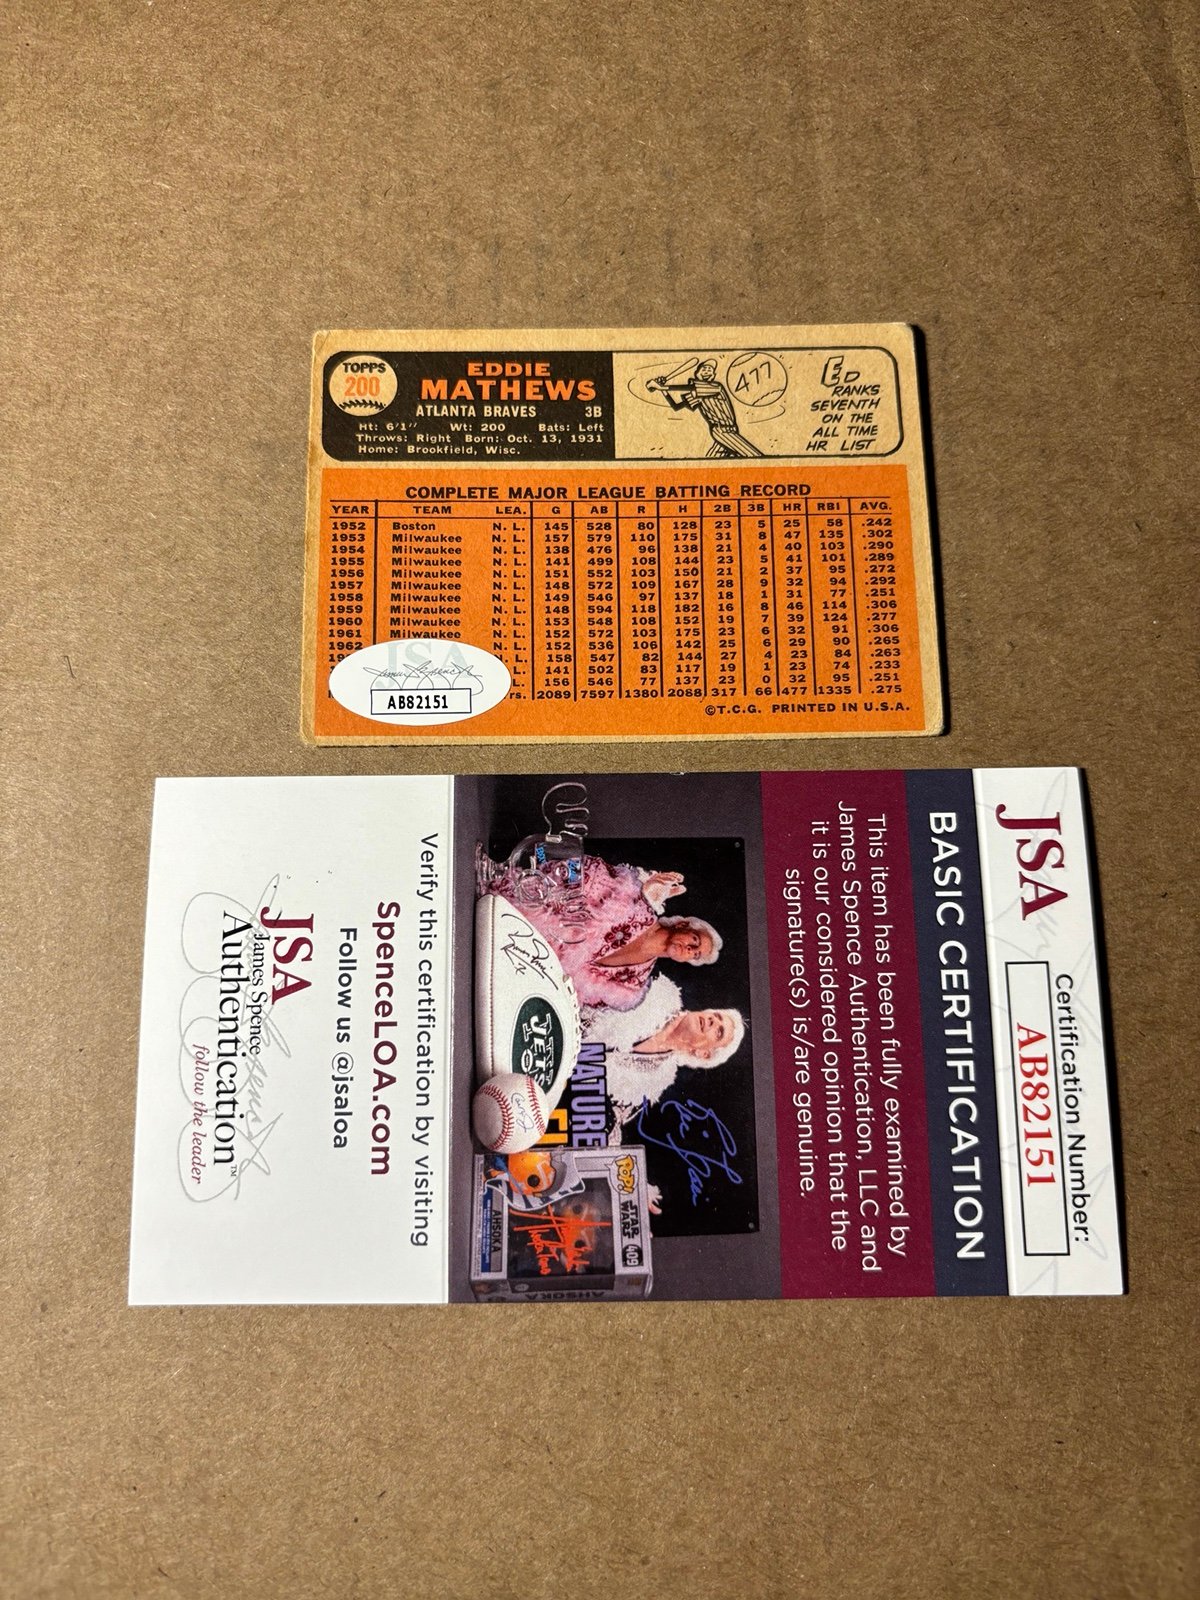 TOPPS
200
EDDIE
MATHEWS
ATLANTA BRAVES 3B
Ht: 6'1" Wt: 200 Bats: Left
Throws: Right Born: Oct. 13, 1931
Home: Brookfield, Wisc.
477
ED
RANKS
SEVENTH
ON THE
ALL TIME
HR LIST
COMPLETE MAJOR LEAGUE BATTING RECORD
YEAR TEAM LEA. G AB R H 2B 3B HR RBI AVG.
1952 Boston N. L. 145 528 80 128 23 5 25 58 .242
1953 Milwaukee N. L. 157 579 110 175 31 8 47 135 .302
1954 Milwaukee N. L. 138 476 96 138 21 4 40 103 .290
1955 Milwaukee N. L. 141 499 108 144 23 5 41 101 .289
1956 Milwaukee N. L. 151 552 103 150 21 2 37 95 .272
1957 Milwaukee N. L. 148 572 109 167 28 9 32 94 .292
1958 Milwaukee N. L. 149 546 97 137 18 1 31 77 .251
1959 Milwaukee N. L. 148 594 118 182 16 8 46 114 .306
1960 Milwaukee N. L. 153 548 108 152 19 7 39 124 .277
1961 Milwaukee N. L. 152 572 103 175 23 6 32 91 .306
1962 N. L. 152 536 106 142 25 6 29 90 .265
19 L. 158 547 82 144 27 4 23 84 .263
L. 141 502 83 117 19 1 23 74 .233
L. 156 546 77 137 23 0 32 95 .251
rs. 2089 7597 1380 2088 317 66 477 1335 .275
©T.C.G. PRINTED IN U.S.A.
JSA
AB82151
JSA
Certification Number:
AB82151
BASIC CERTIFICATION
This item has been fully examined by
James Spence Authentication, LLC and
it is our considered opinion that the
signature(s) is/are genuine.
NATURE
JETS
POP!
STAR
WARS
409
AHSOKA
AHSOKA
Verify this certification by visiting
SpenceLOA.com
Follow us @jsaloa
JSA
James Spence
Authentication™
follow the leader